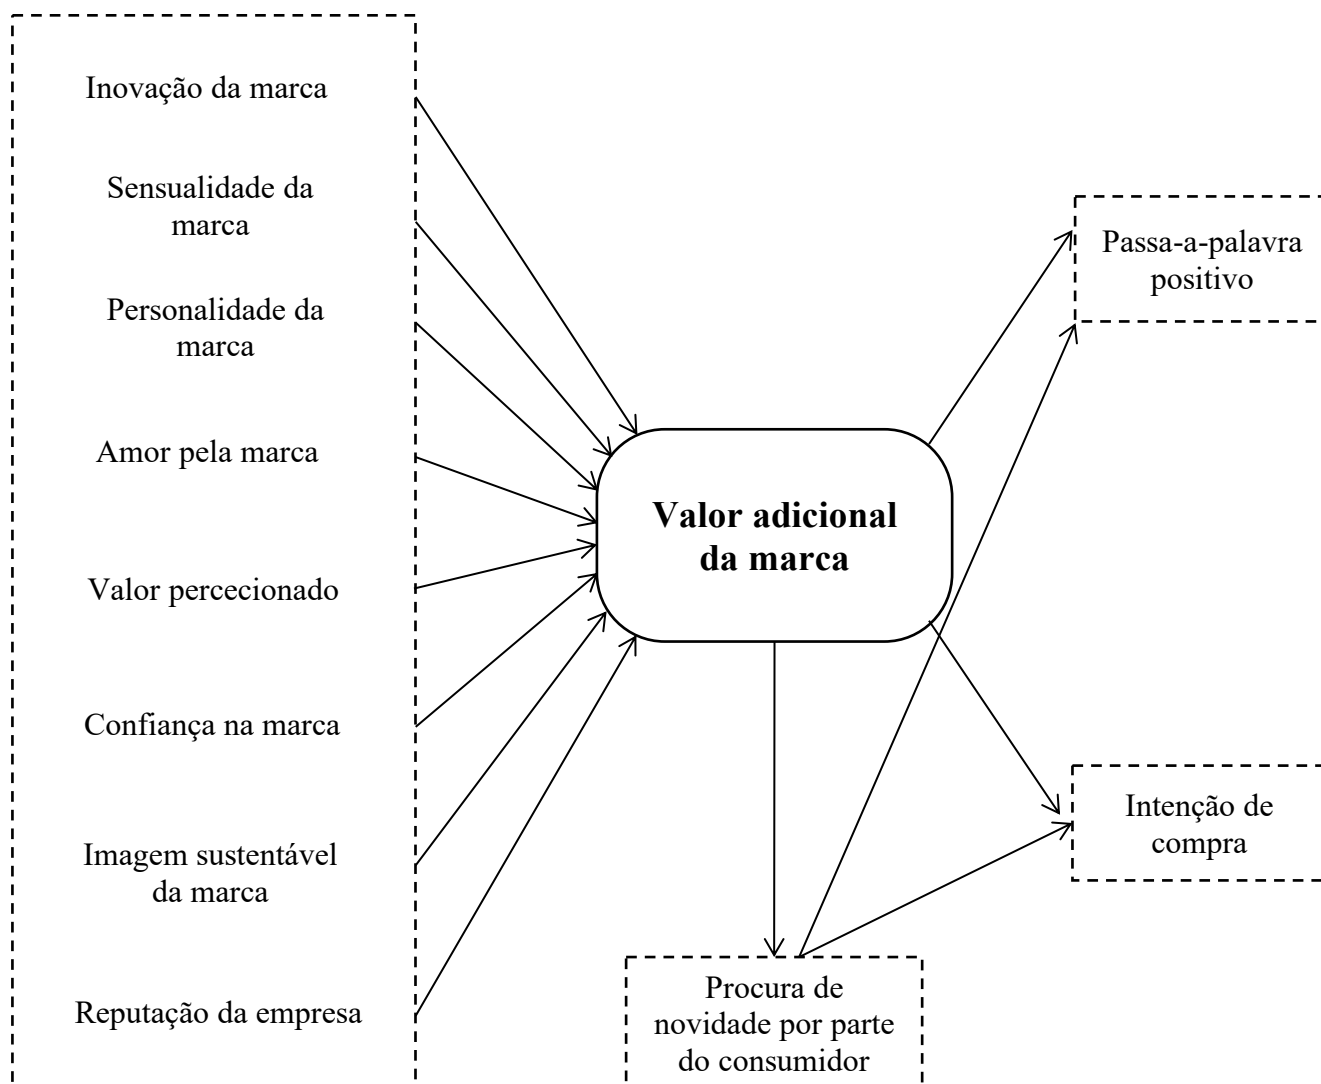 Inovação da marca
Sensualidade da
marca
Personalidade da
marca
Amor pela marca
Valor percecionado
Confiança na marca
Imagem sustentável
da marca
Reputação da empresa
Valor adicional
da marca
Passa-a-palavra
positivo
Intenção de
compra
Procura de
novidade por parte
do consumidor